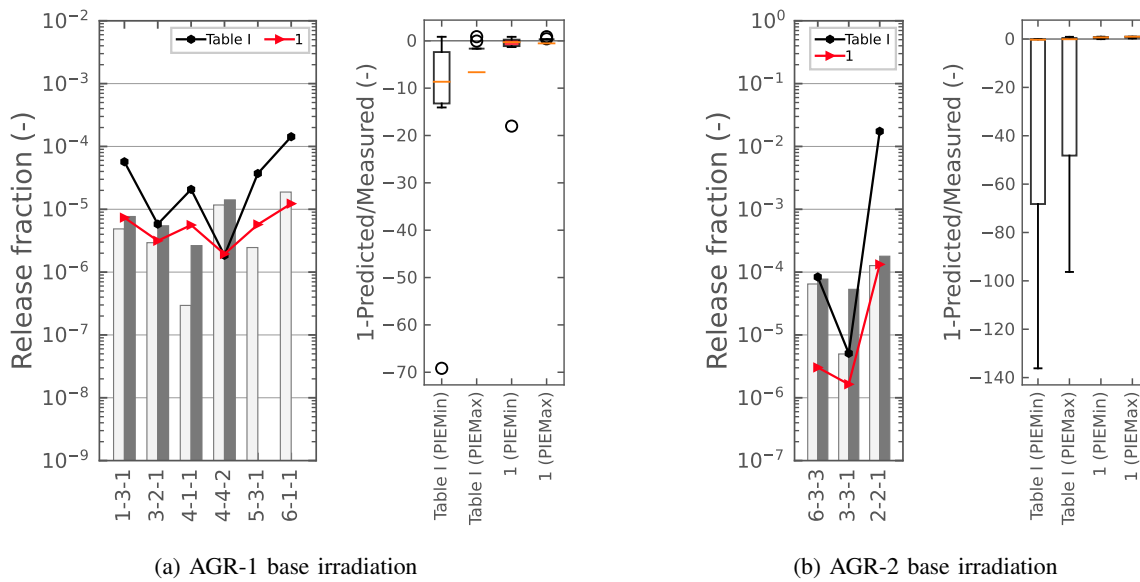 10⁻²
10⁻³
10⁻⁴
10⁻⁵
10⁻⁶
10⁻⁷
10⁻⁸
10⁻⁹
Release fraction (-)
Table I
1
1-3-1
3-2-1
4-1-1
4-4-2
5-3-1
6-1-1
0
−10
−20
−30
−40
−50
−60
−70
1-Predicted/Measured (-)
Table I (PIEMin)
Table I (PIEMax)
1 (PIEMin)
1 (PIEMax)
(a) AGR-1 base irradiation
10⁰
10⁻¹
10⁻²
10⁻³
10⁻⁴
10⁻⁵
10⁻⁶
10⁻⁷
Release fraction (-)
Table I
1
6-3-3
3-3-1
2-2-1
0
−20
−40
−60
−80
−100
−120
−140
1-Predicted/Measured (-)
Table I (PIEMin)
Table I (PIEMax)
1 (PIEMin)
1 (PIEMax)
(b) AGR-2 base irradiation